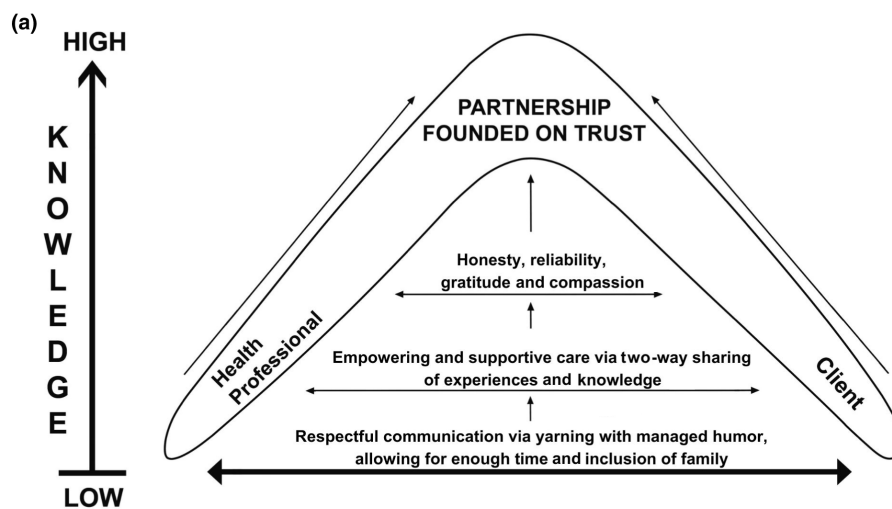 (a)
HIGH
KNOWLEDGE
LOW
PARTNERSHIP
FOUNDED ON TRUST
Honesty, reliability,
gratitude and compassion
Health
Professional
Empowering and supportive care via two-way sharing
of experiences and knowledge
Client
Respectful communication via yarning with managed humor,
allowing for enough time and inclusion of family